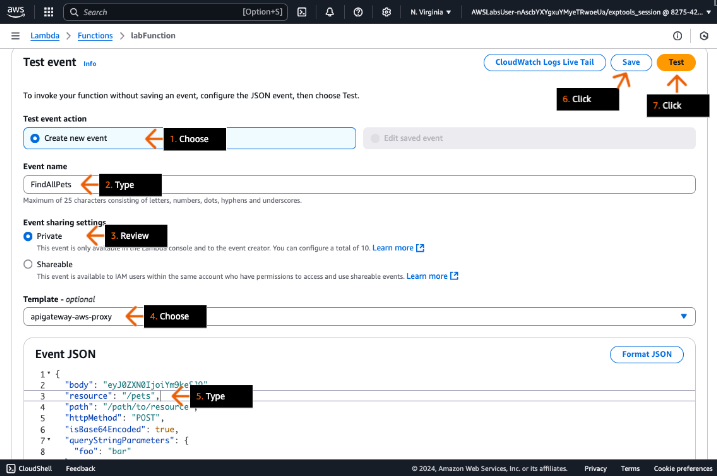 aws
Search
[Option+S]
N. Virginia ▼
AWSLabsUser-nAscbYXYgxuYMyeTRwoeUa/exptools_session @ 8275-42... ▼
Lambda > Functions > labFunction
Test event Info
CloudWatch Logs Live Tail
Save
Test
To invoke your function without saving an event, configure the JSON event, then choose Test.
6. Click
7. Click
Test event action
Create new event
1. Choose
Edit saved event
Event name
FindAllPets
2. Type
Maximum of 25 characters consisting of letters, numbers, dots, hyphens and underscores.
Event sharing settings
Private
3. Review
This event is only available in the Lambda console and to the event creator. You can configure a total of 10. Learn more
Shareable
This event is available to IAM users within the same account who have permissions to access and use shareable events. Learn more
Template - optional
apigateway-aws-proxy
4. Choose
Event JSON
Format JSON
1 {
2 "body": "eyJ0ZXN0IjoiYm9keSJ9"
3 "resource": "/pets",
5. Type
4 "path": "/path/to/resource",
5 "httpMethod": "POST",
6 "isBase64Encoded": true,
7 "queryStringParameters": {
8 "foo": "bar"
CloudShell
Feedback
© 2024, Amazon Web Services, Inc. or its affiliates.
Privacy
Terms
Cookie preferences